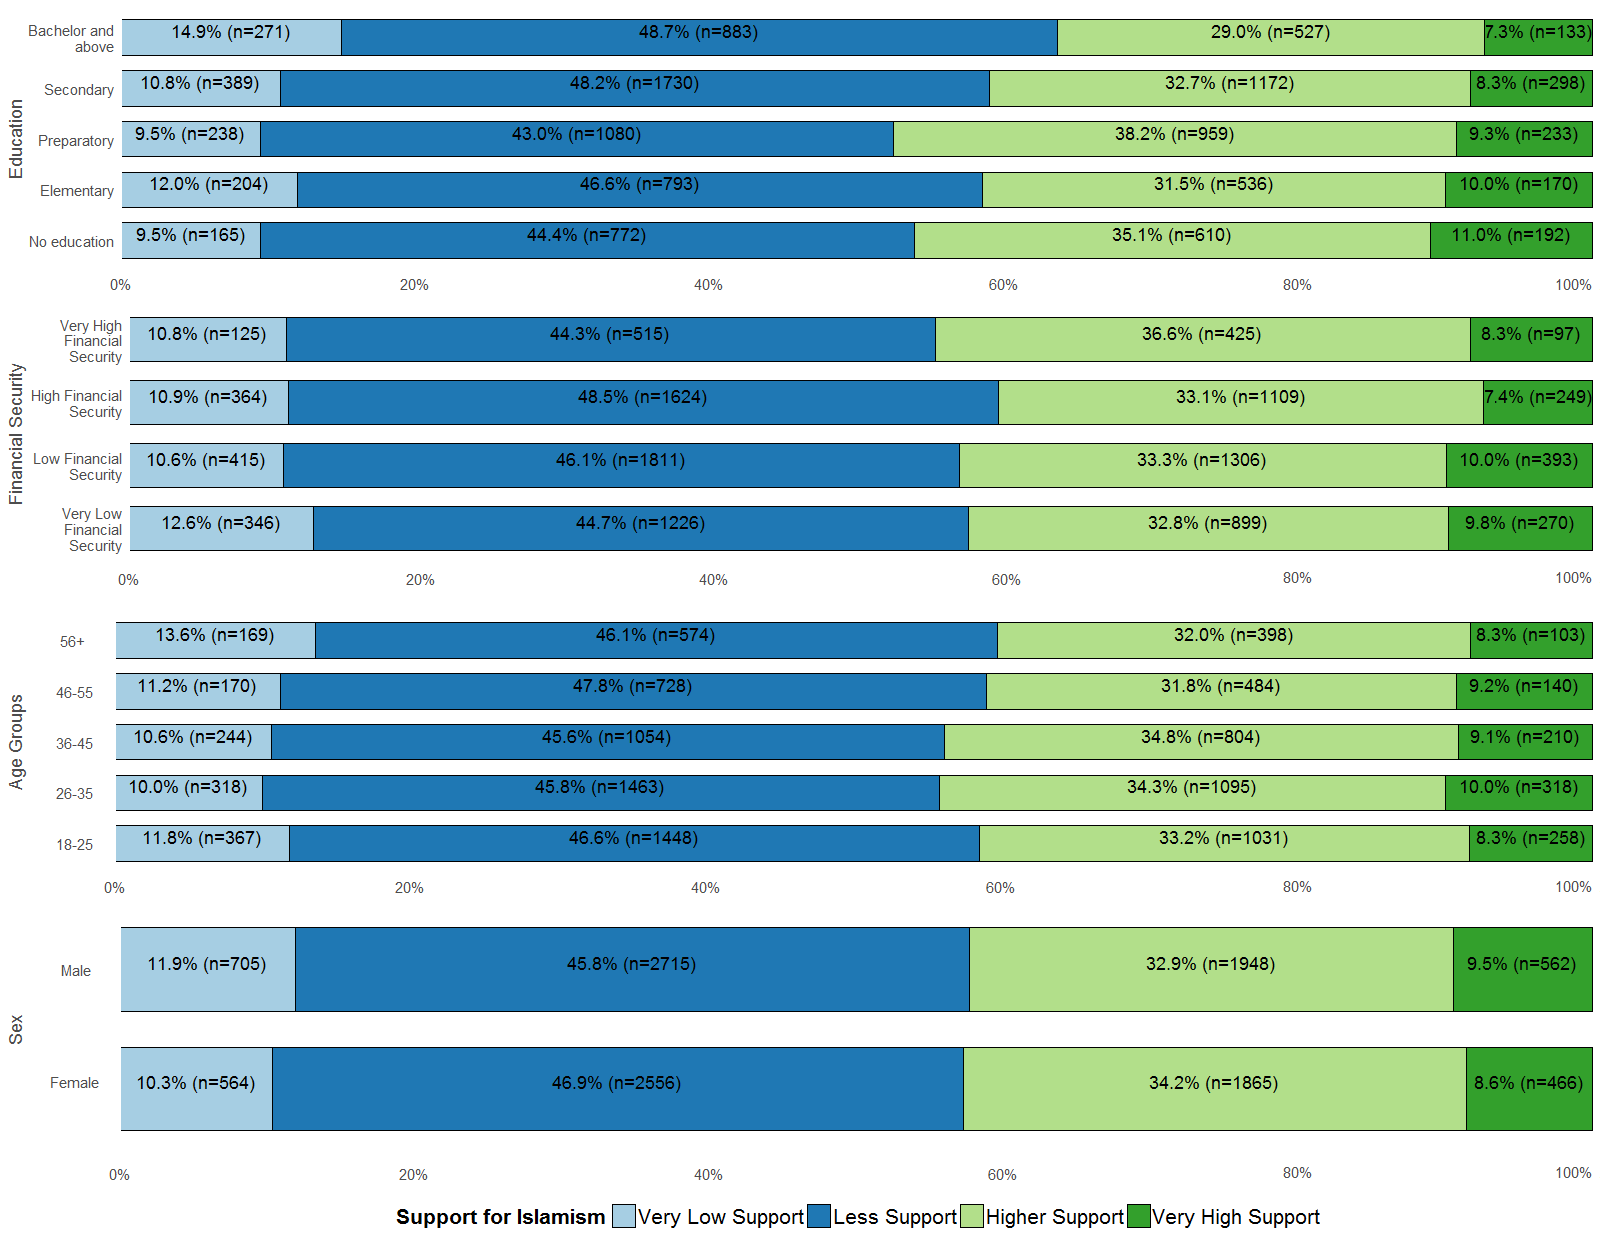 Education
Bachelor and
above
14.9% (n=271) 48.7% (n=883) 29.0% (n=527) 7.3% (n=133)
Secondary
10.8% (n=389) 48.2% (n=1730) 32.7% (n=1172) 8.3% (n=298)
Preparatory
9.5% (n=238) 43.0% (n=1080) 38.2% (n=959) 9.3% (n=233)
Elementary
12.0% (n=204) 46.6% (n=793) 31.5% (n=536) 10.0% (n=170)
No education
9.5% (n=165) 44.4% (n=772) 35.1% (n=610) 11.0% (n=192)
0% 20% 40% 60% 80% 100%
Financial Security
Very High
Financial
Security
10.8% (n=125) 44.3% (n=515) 36.6% (n=425) 8.3% (n=97)
High Financial
Security
10.9% (n=364) 48.5% (n=1624) 33.1% (n=1109) 7.4% (n=249)
Low Financial
Security
10.6% (n=415) 46.1% (n=1811) 33.3% (n=1306) 10.0% (n=393)
Very Low
Financial
Security
12.6% (n=346) 44.7% (n=1226) 32.8% (n=899) 9.8% (n=270)
0% 20% 40% 60% 80% 100%
Age Groups
56+ 13.6% (n=169) 46.1% (n=574) 32.0% (n=398) 8.3% (n=103)
46-55 11.2% (n=170) 47.8% (n=728) 31.8% (n=484) 9.2% (n=140)
36-45 10.6% (n=244) 45.6% (n=1054) 34.8% (n=804) 9.1% (n=210)
26-35 10.0% (n=318) 45.8% (n=1463) 34.3% (n=1095) 10.0% (n=318)
18-25 11.8% (n=367) 46.6% (n=1448) 33.2% (n=1031) 8.3% (n=258)
0% 20% 40% 60% 80% 100%
Sex
Male 11.9% (n=705) 45.8% (n=2715) 32.9% (n=1948) 9.5% (n=562)
Female 10.3% (n=564) 46.9% (n=2556) 34.2% (n=1865) 8.6% (n=466)
0% 20% 40% 60% 80% 100%
Support for Islamism Very Low Support Less Support Higher Support Very High Support